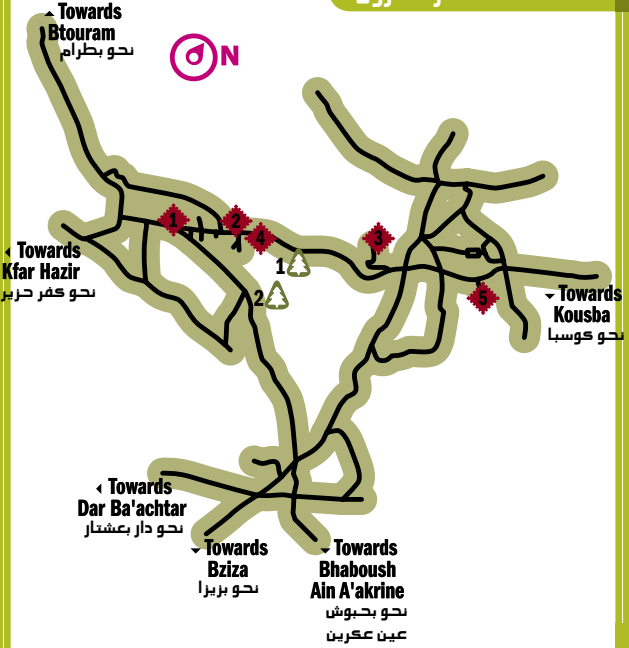 Towards
Btouram
نحو بطرام
N
1
2
4
3
1
2
5
Towards
Kfar Hazir
نحو كفر حزير
Towards
Kousba
نحو كوسبا
Towards
Dar Ba'achtar
نحو دار بعشتار
Towards
Bziza
نحو بزيزا
Towards
Bhaboush
Ain A'akrine
نحو بحبوش
عين عكرين